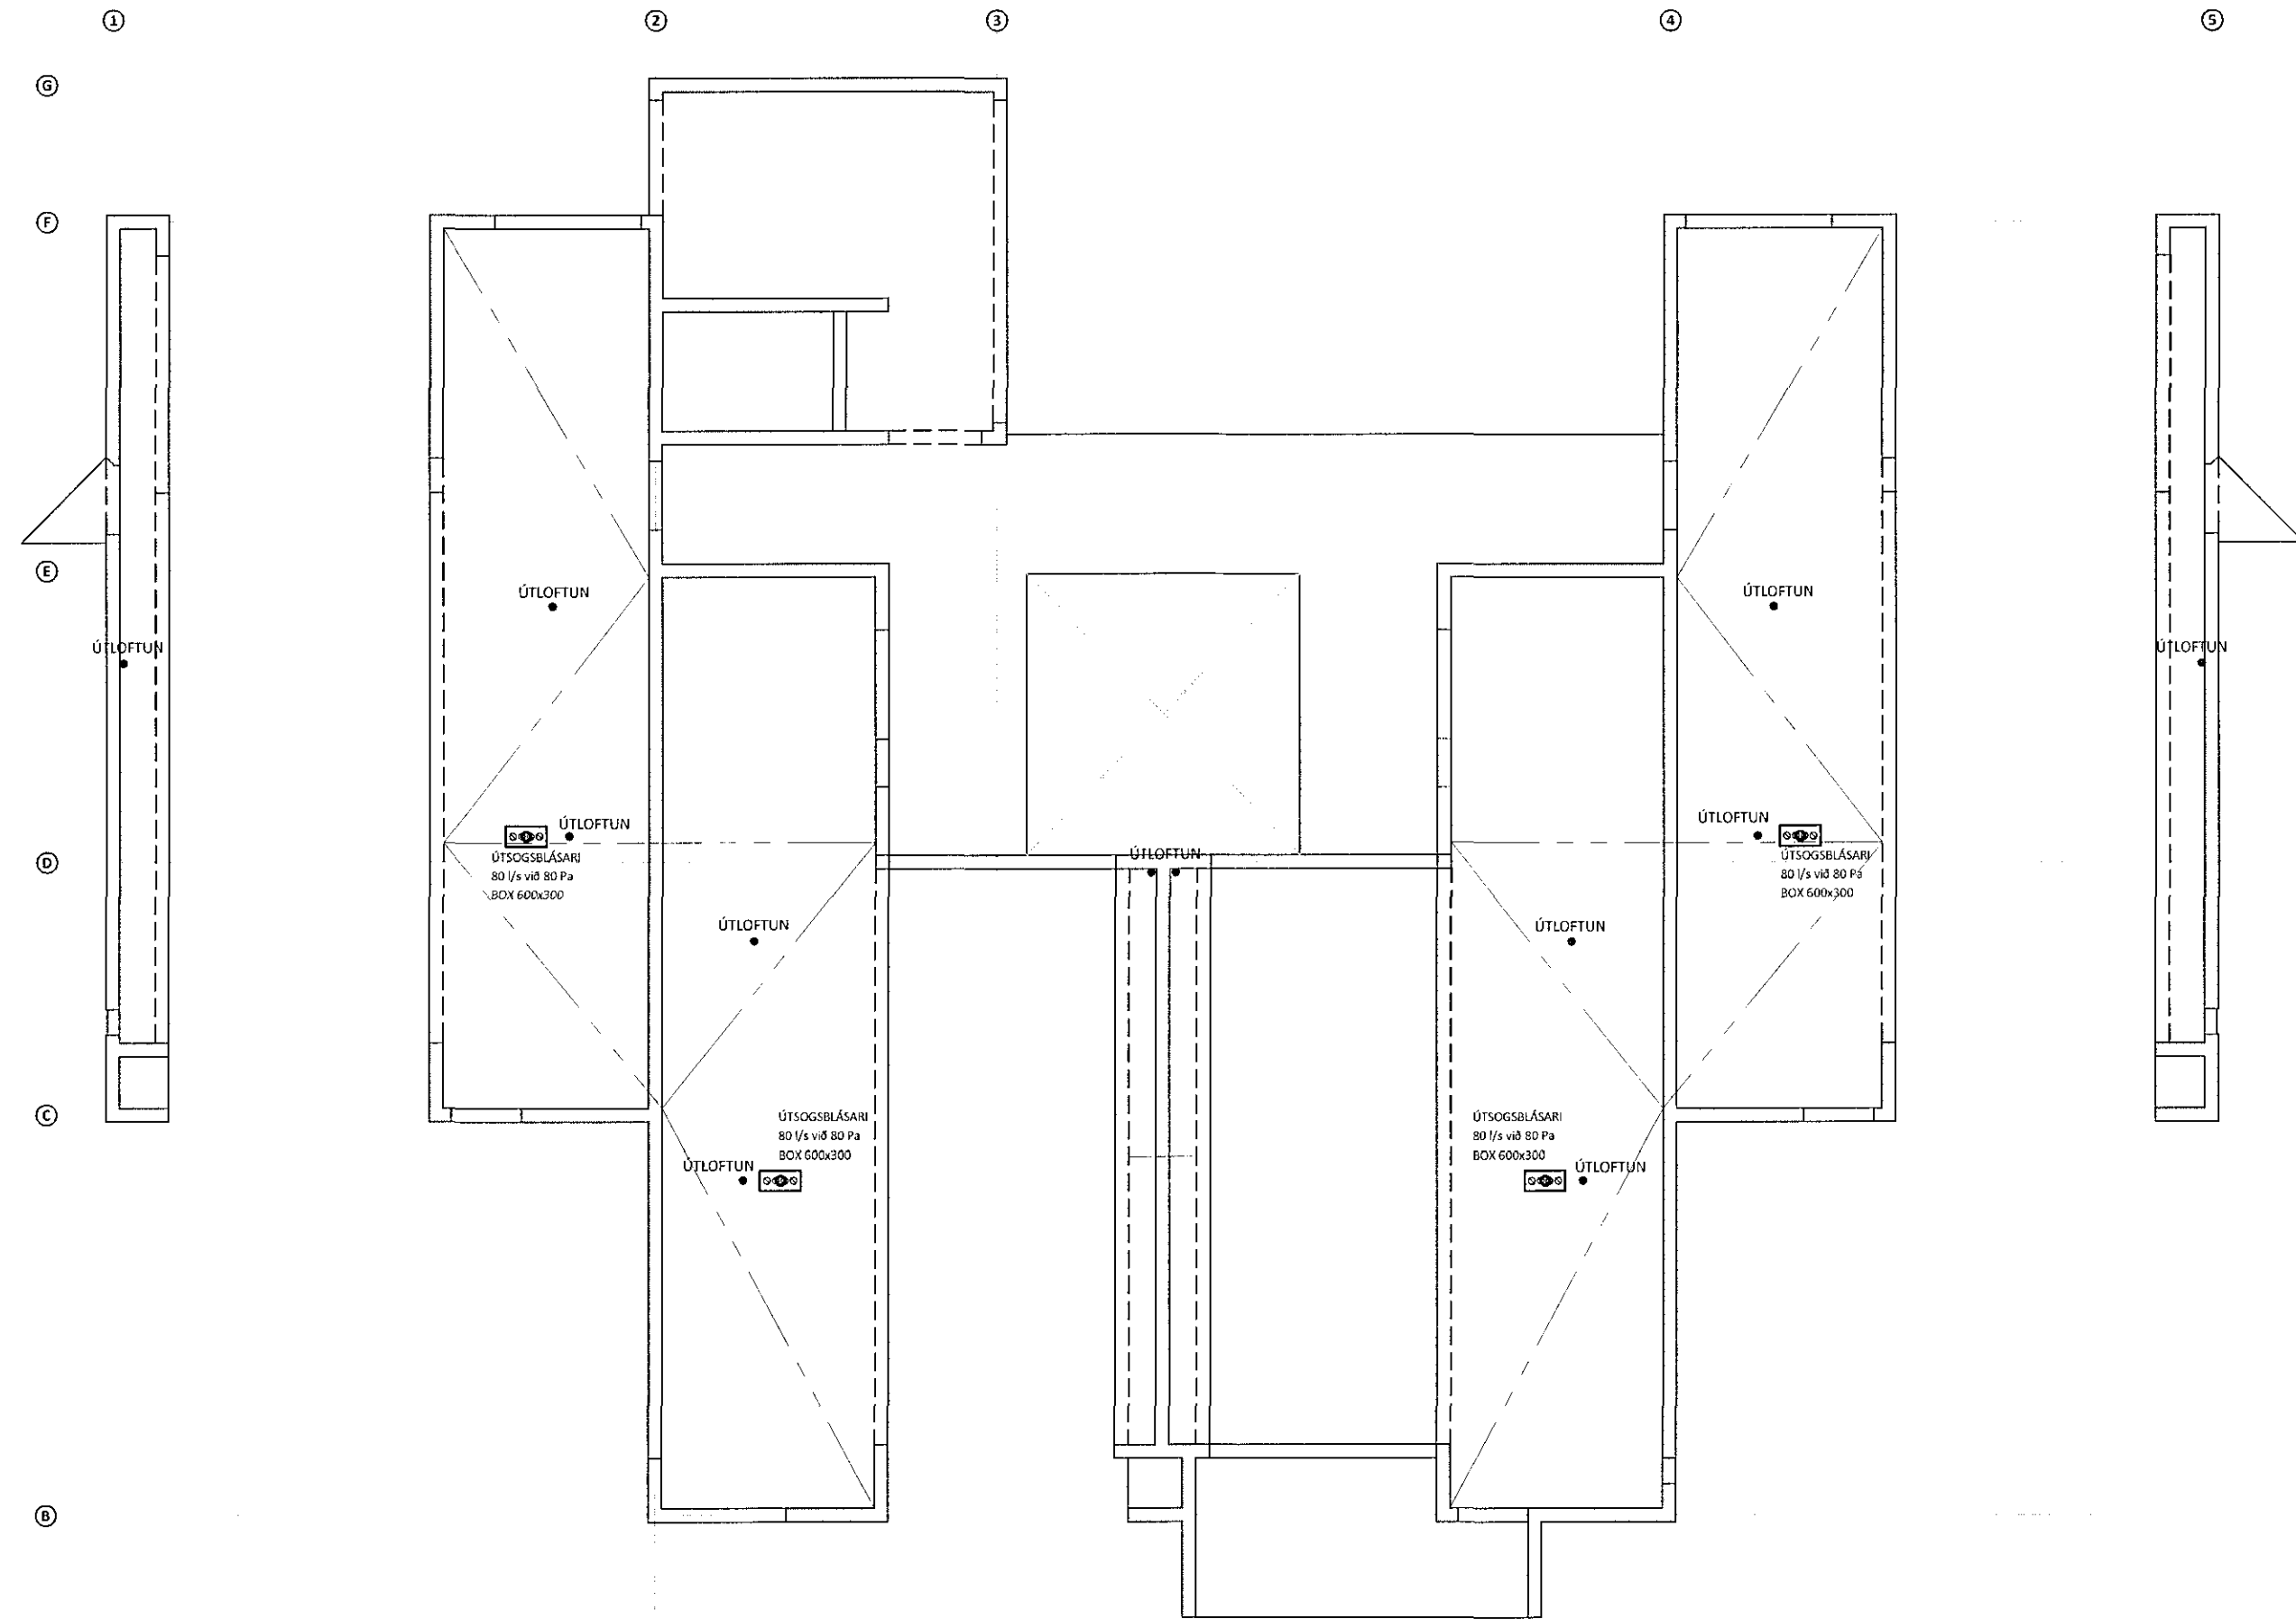 1
2
3
4
5
G
F
E
ÚTLOFTUN
ÚTLOFTUN
ÚTLOFTUN
ÚTLOFTUN
ÚTLOFTUN
ÚTLOFTUN
D
ÚTSOGSBLÁSARI
80 l/s við 80 Pa
BOX 600x300
ÚTLOFTUN
ÚTSOGSBLÁSARI
80 l/s við 80 Pa
BOX 600x300
ÚTLOFTUN
ÚTLOFTUN
C
ÚTSOGSBLÁSARI
80 l/s við 80 Pa
BOX 600x300
ÚTLOFTUN
ÚTSOGSBLÁSARI
80 l/s við 80 Pa
BOX 600x300
ÚTLOFTUN
B